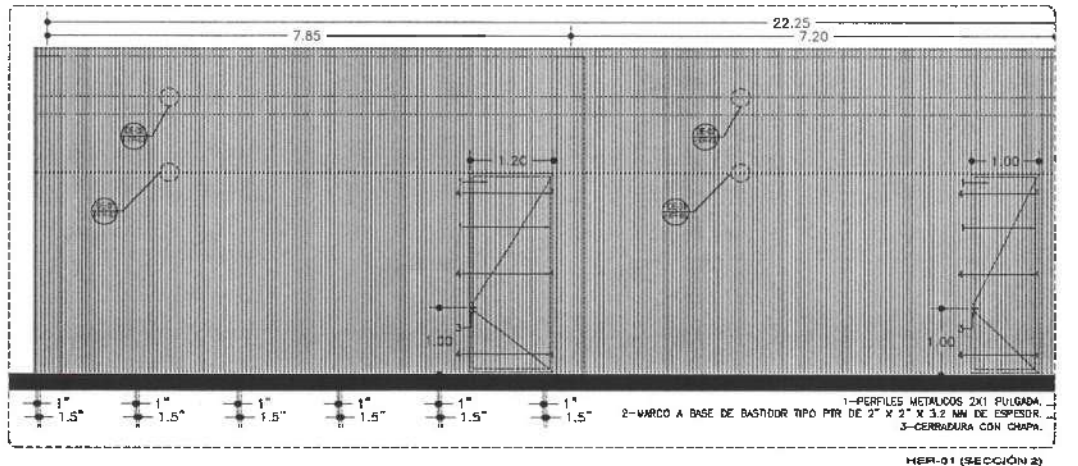 22.25
7.85
7.20
1.20
1.00
3
1.00
3
1.00
1" 1" 1" 1" 1" 1"
1.5" 1.5" 1.5" 1.5" 1.5" 1.5"
1-PERFILES METALICOS 2X1 PULGADA.
2-MARCO A BASE DE BASTIDOR TIPO PTR DE 2" X 2" X 3.2 MM DE ESPESOR.
3-CERRADURA CON CHAPA.
HER-01 (SECCIÓN 2)